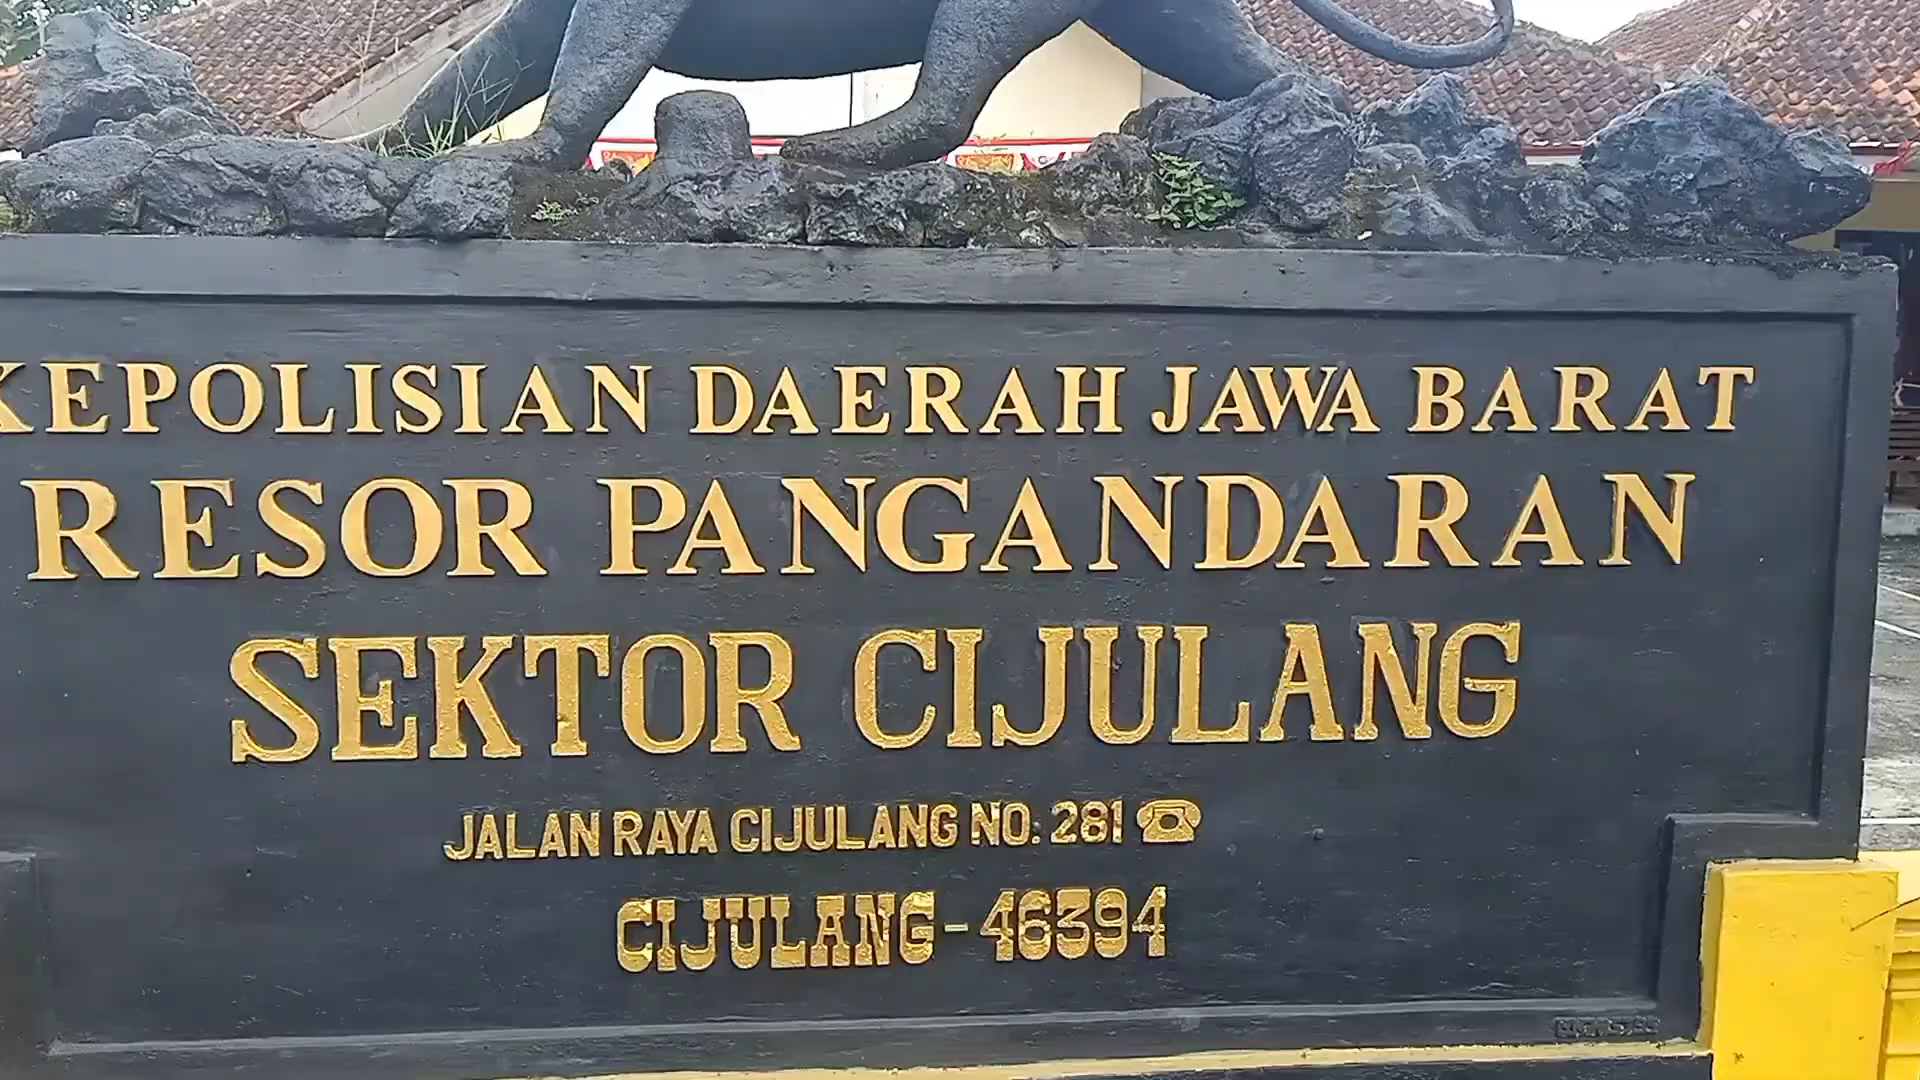 KEPOLISIAN DAERAH JAWA BARAT
RESOR PANGANDARAN
SEKTOR CIJULANG
JALAN RAYA CIJULANG NO. 281 ☎
CIJULANG - 46394